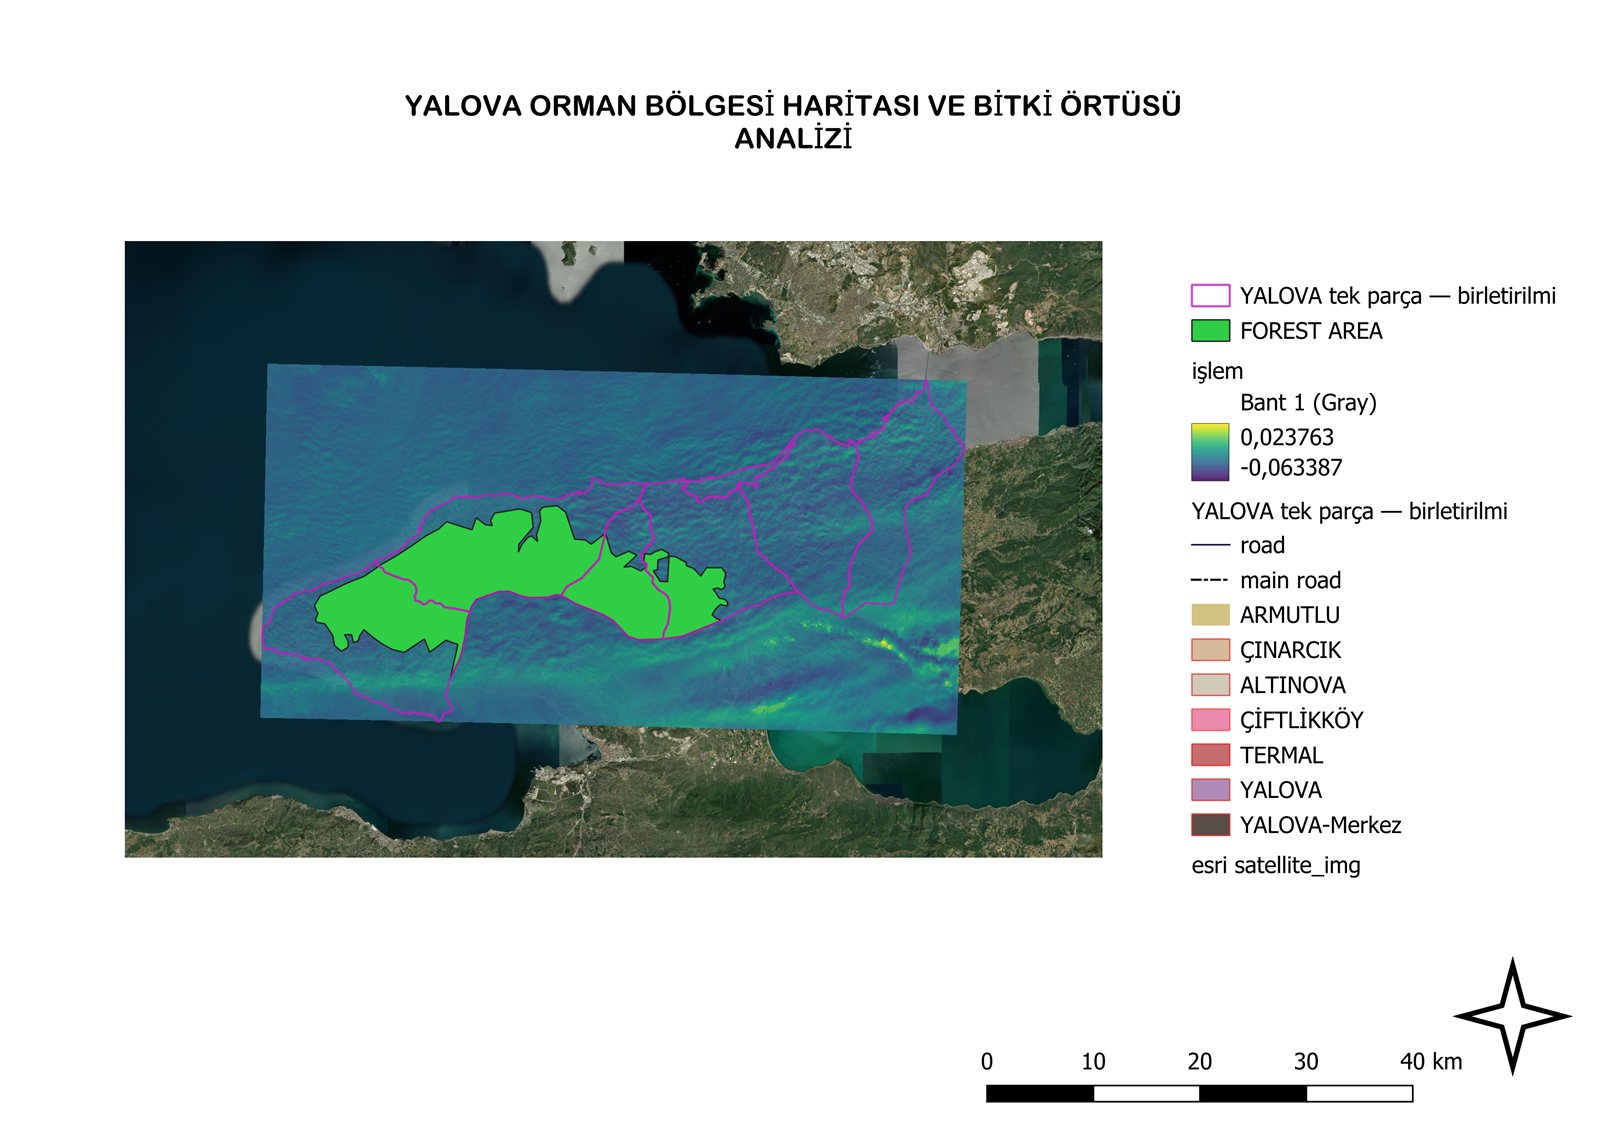 YALOVA ORMAN BÖLGESİ HARİTASI VE BİTKİ ÖRTÜSÜ
ANALİZİ
YALOVA tek parça — birletirilmi
FOREST AREA
işlem
Bant 1 (Gray)
0,023763
-0,063387
YALOVA tek parça — birletirilmi
road
main road
ARMUTLU
ÇINARCIK
ALTINOVA
ÇİFTLİKKÖY
TERMAL
YALOVA
YALOVA-Merkez
esri satellite_img
0 10 20 30 40 km